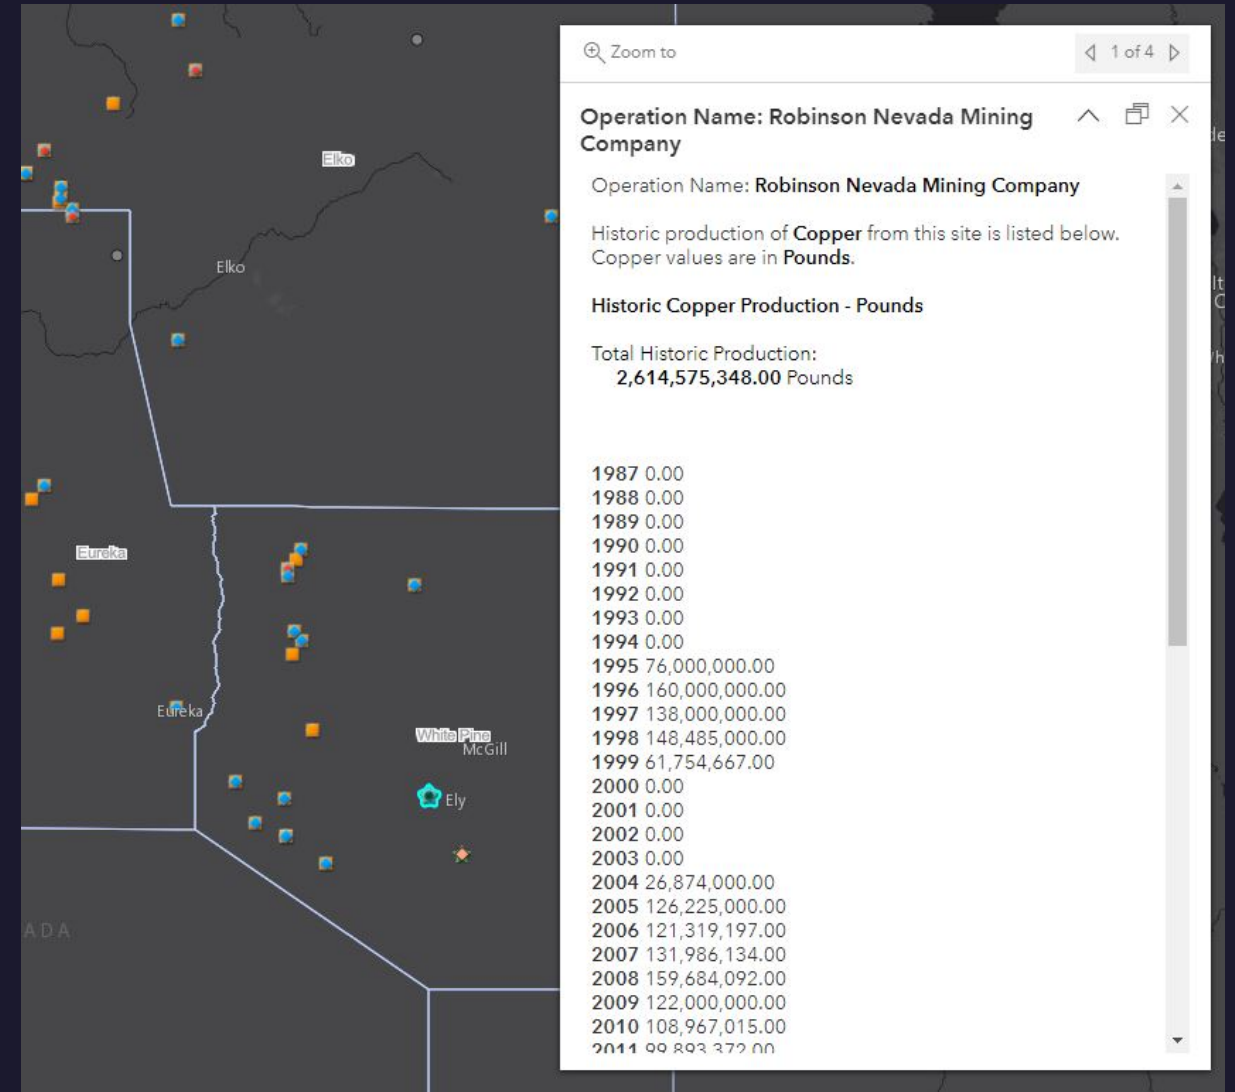 Elko
Elko
Eureka
Eureka
White Pine
McGill
Ely
ADA
Zoom to
1 of 4
Operation Name: Robinson Nevada Mining
Company
Operation Name: Robinson Nevada Mining Company
Historic production of Copper from this site is listed below.
Copper values are in Pounds.
Historic Copper Production - Pounds
Total Historic Production:
2,614,575,348.00 Pounds
1987 0.00
1988 0.00
1989 0.00
1990 0.00
1991 0.00
1992 0.00
1993 0.00
1994 0.00
1995 76,000,000.00
1996 160,000,000.00
1997 138,000,000.00
1998 148,485,000.00
1999 61,754,667.00
2000 0.00
2001 0.00
2002 0.00
2003 0.00
2004 26,874,000.00
2005 126,225,000.00
2006 121,319,197.00
2007 131,986,134.00
2008 159,684,092.00
2009 122,000,000.00
2010 108,967,015.00
2011 99,893,372.00